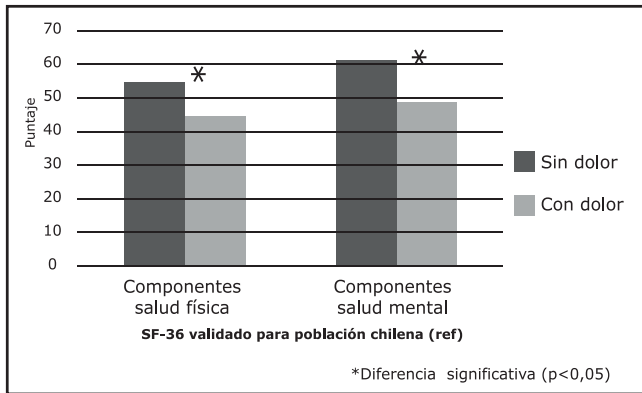 70
60
50
40
30
20
10
0
Puntaje
*
*
Sin dolor
Con dolor
Componentes
salud física
Componentes
salud mental
SF-36 validado para población chilena (ref)
*Diferencia significativa (p<0,05)